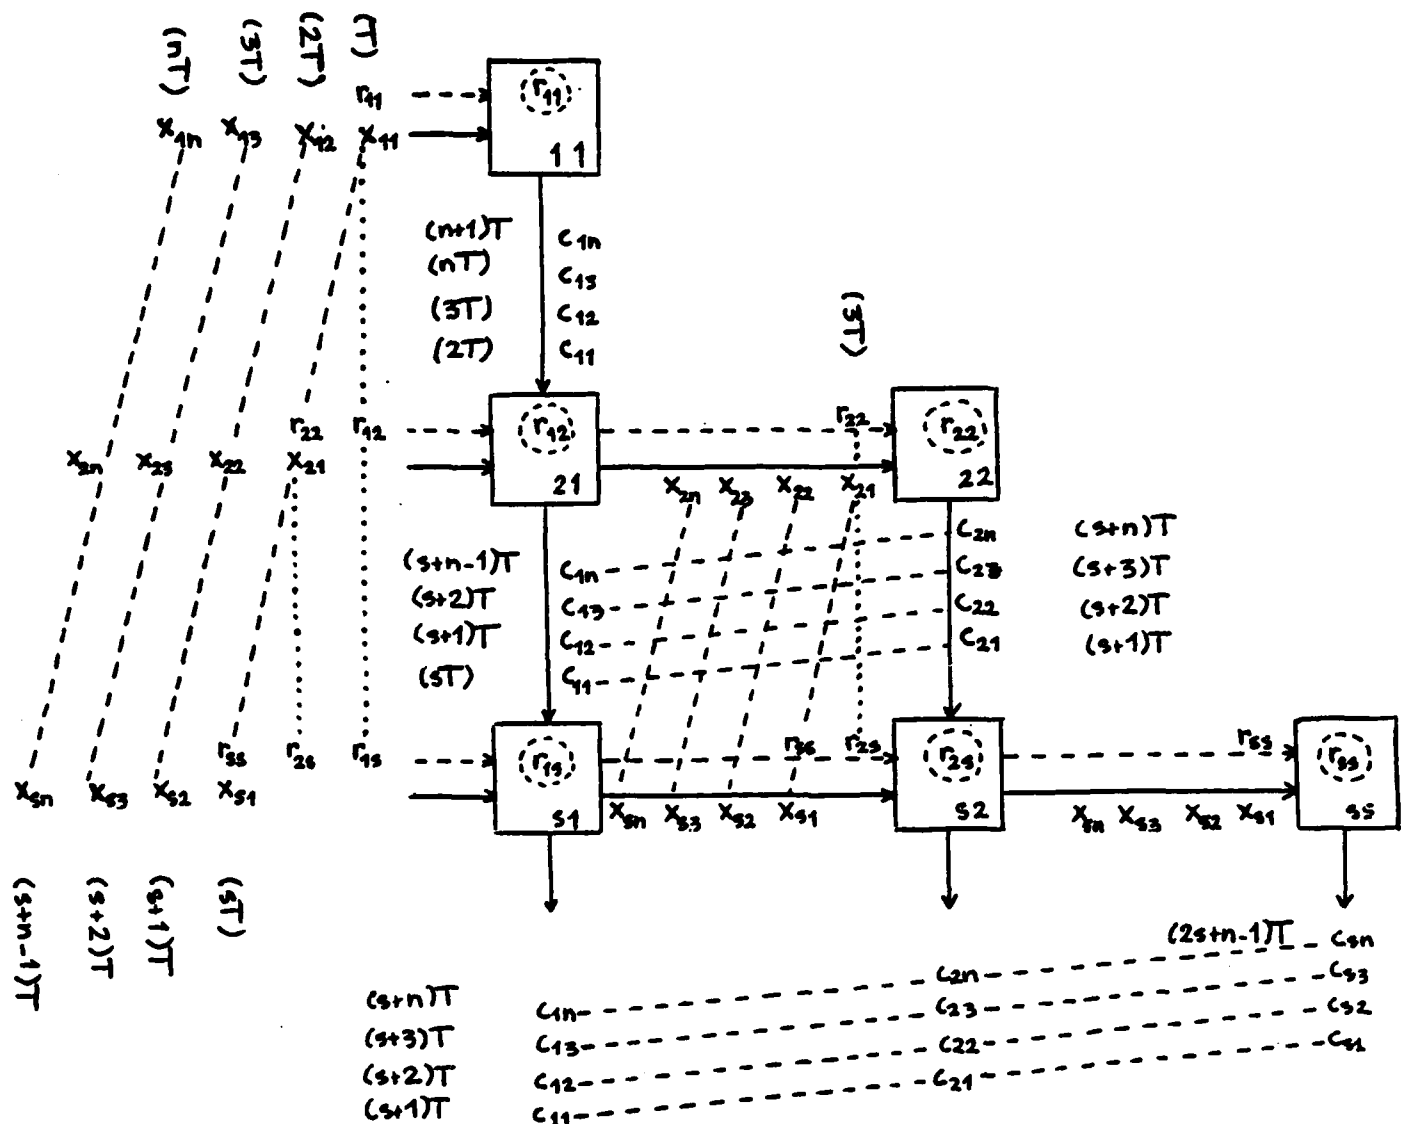 (nT) (3T) (2T) (T)
r11 r11
x1n x13 x12 x11 11
(n+1)T c1n
(nT) c13
(3T) c12
(2T) c11
(3T)
r22 r12 r12 r22 r22
x2n x23 x22 x21 21 22
x2n x23 x22 x21
c2n (s+n)T
(s+n-1)T c1n c23 (s+3)T
(s+2)T c13 c22 (s+2)T
(s+1)T c12 c21 (s+1)T
(sT) c11
rss r2s r1s r1s rss r2s r2s rss rss
xsn xs3 xs2 xs1 s1 s2 ss
xsn xs3 xs2 xs1 xsn xs3 xs2 xs1
(s+n-1)T (s+2)T (s+1)T (sT)
(2s+n-1)T csn
(s+n)T c1n c2n cs3
(s+3)T c13 c23 cs2
(s+2)T c12 c22 cs1
(s+1)T c11 c21